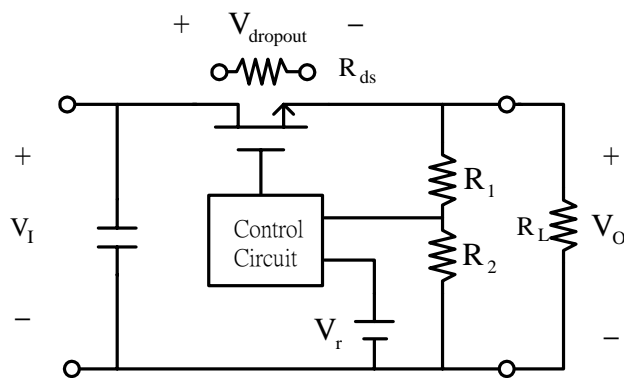 + V_dropout −
R_ds
+ V_I −
Control
Circuit
R_1
R_2
V_r
R_L
+ V_O −